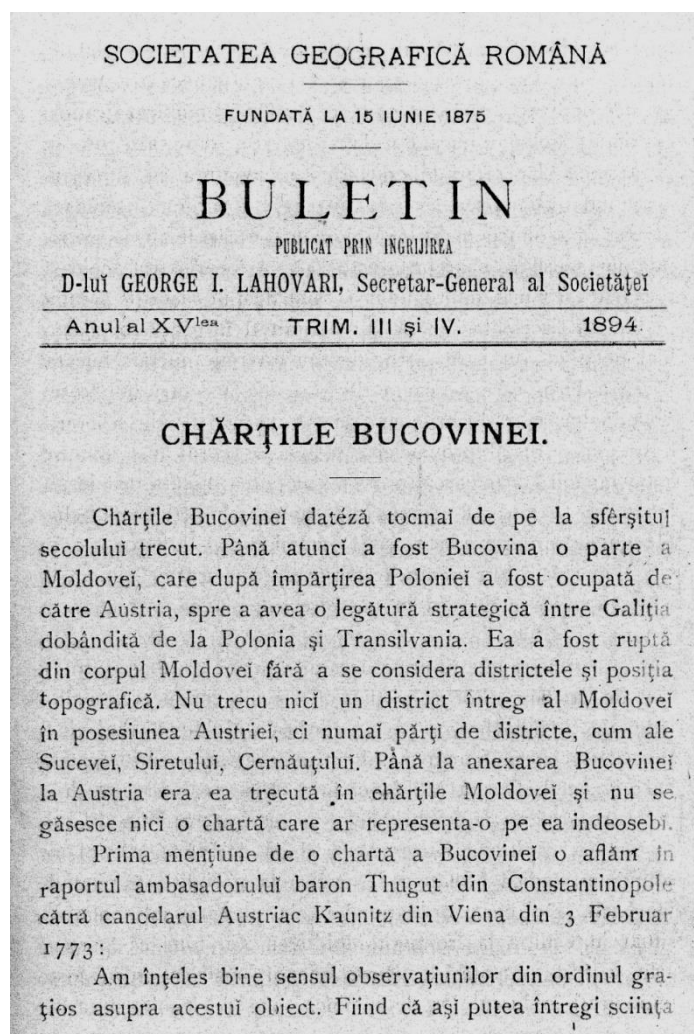 SOCIETATEA GEOGRAFICĂ ROMÂNĂ
FUNDATĂ LA 15 IUNIE 1875
BULETIN
PUBLICAT PRIN INGRIJIREA
D-luĭ GEORGE I. LAHOVARI, Secretar-General al Societăţeĭ
Anul al XVlea TRIM. III şi IV. 1894.
CHĂRŢILE BUCOVINEI.
Chărţile Bucovineĭ datéză tocmai de pe la sfêrşituj
secoluluĭ trecut. Până atuncĭ a fost Bucovina o parte a
Moldoveĭ, care după împărţirea Polonieĭ a fost ocupată de
către Austria, spre a avea o legătură strategică între Galiţia
dobândită de la Polonia şi Transilvania. Ea a fost ruptă
din corpul Moldoveĭ fără a se considera districtele şi posiţia
topografică. Nu trecu nicĭ un district întreg al Moldoveĭ
în posesiunea Austrieĭ, ci numaĭ părţĭ de districte, cum ale
Suceveĭ, Siretuluĭ, Cernăuţuluĭ. Până la anexarea Bucovineĭ
la Austria era ea trecută în chărţile Moldoveĭ şi nu se
găsesce nicĭ o chartă care ar representa-o pe ea indeosebĭ.
Prima menţiune de o chartă a Bucovineĭ o aflăm în
raportul ambasadoruluĭ baron Thugut din Constantinopole
cătră cancelarul Austriac Kaunitz din Viena din 3 Februar
1773:
Am înţeles bine sensul observaţiunilor din ordinul gra-
ţios asupra acestuĭ obiect. Fiind că aşĭ putea întregi sciinţa